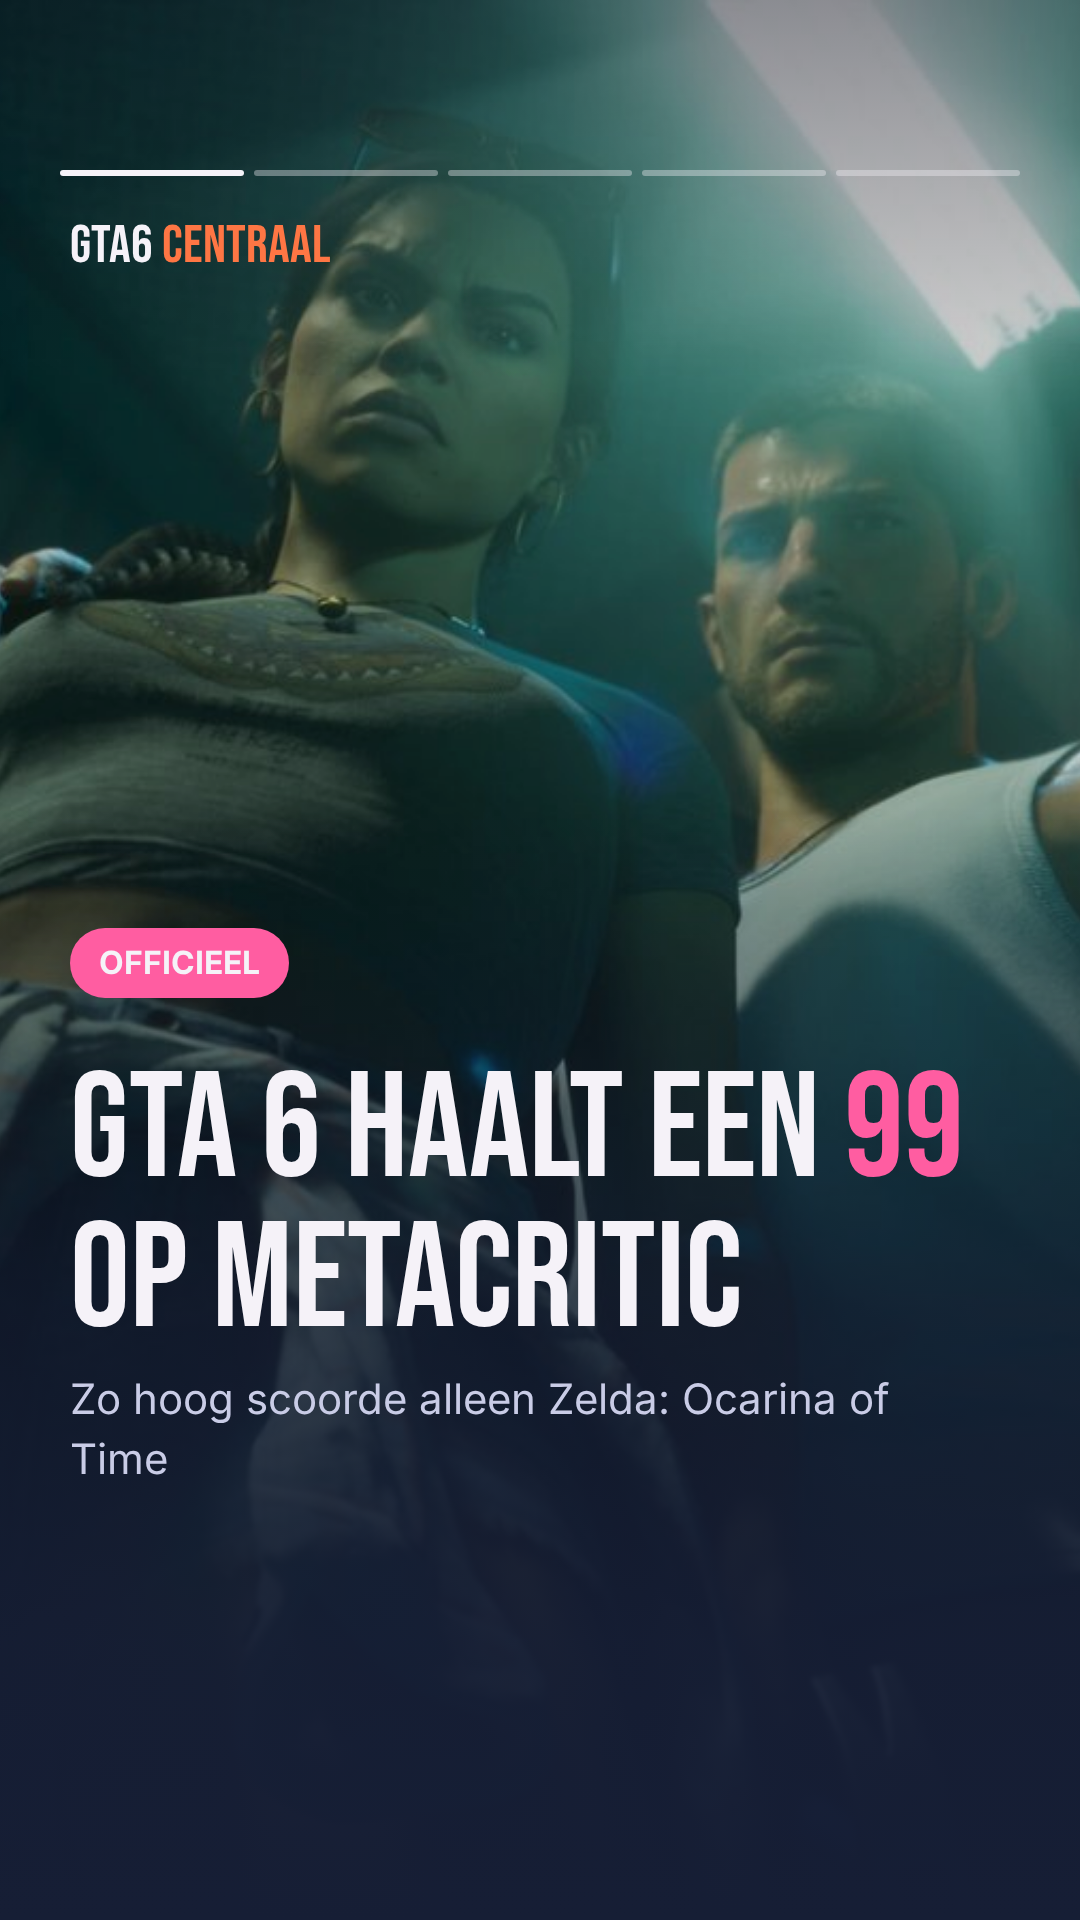 GTA6 CENTRAAL
OFFICIEEL
GTA 6 HAALT EEN 99
OP METACRITIC
Zo hoog scoorde alleen Zelda: Ocarina of
Time